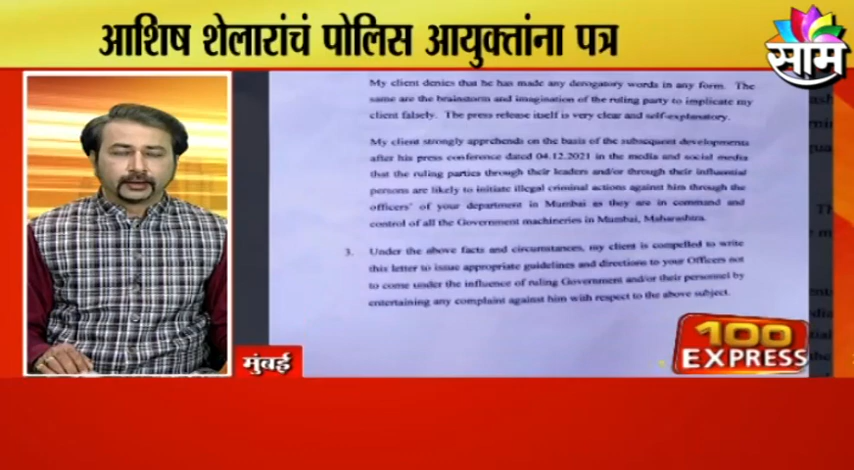 आशिष शेलारांचं पोलिस आयुक्तांना पत्र
साम
My client denies that he has made any derogatory words in any form. The
same are the brainstorm and imagination of the ruling party to implicate my
client falsely. The press release itself is very clear and self-explanatory.
My client strongly apprehends on the basis of the subsequent developments
after his press conference dated 04.12.2021 in the media and social media
that the ruling parties through their leaders and/or through their influential
persons are likely to initiate illegal criminal actions against him through the
officers' of your department in Mumbai as they are in command and
control of all the Government machineries in Mumbai, Maharashtra.
3. Under the above facts and circumstances, my client is compelled to write
this letter to issue appropriate guidelines and directions to your Officers not
to come under the influence of ruling Government and/or their personnel by
entertaining any complaint against him with respect to the above subject.
मुंबई
100
EXPRESS